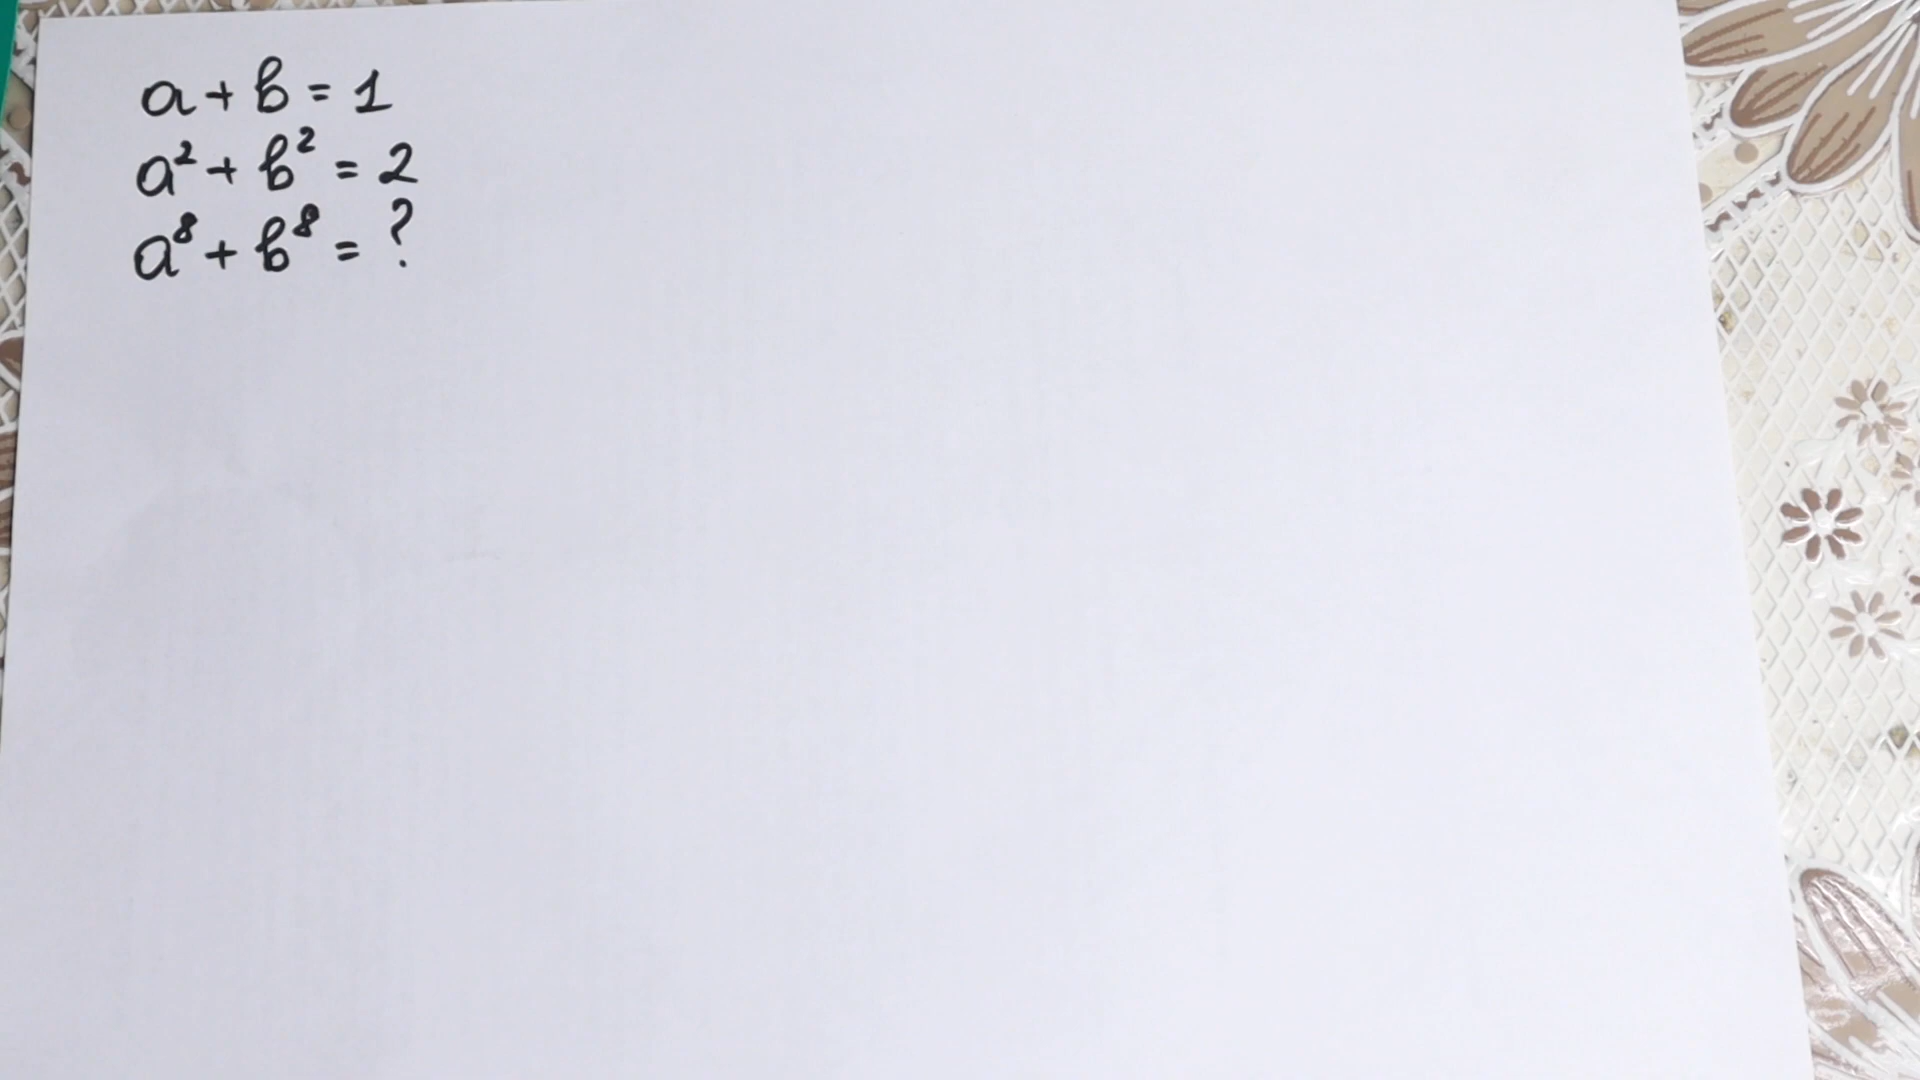 a + b = 1
a² + b² = 2
a⁸ + b⁸ = ?